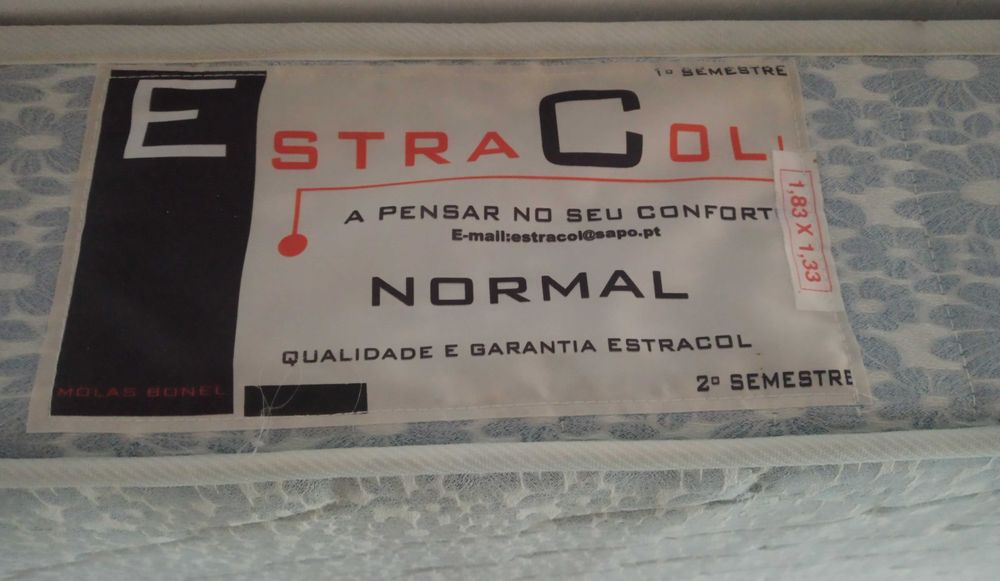 1º SEMESTRE
ESTRACOL
A PENSAR NO SEU CONFORT
E-mail:estracol@sapo.pt
1,83 X 1,33
NORMAL
QUALIDADE E GARANTIA ESTRACOL
MOLAS BONEL
2º SEMESTRE